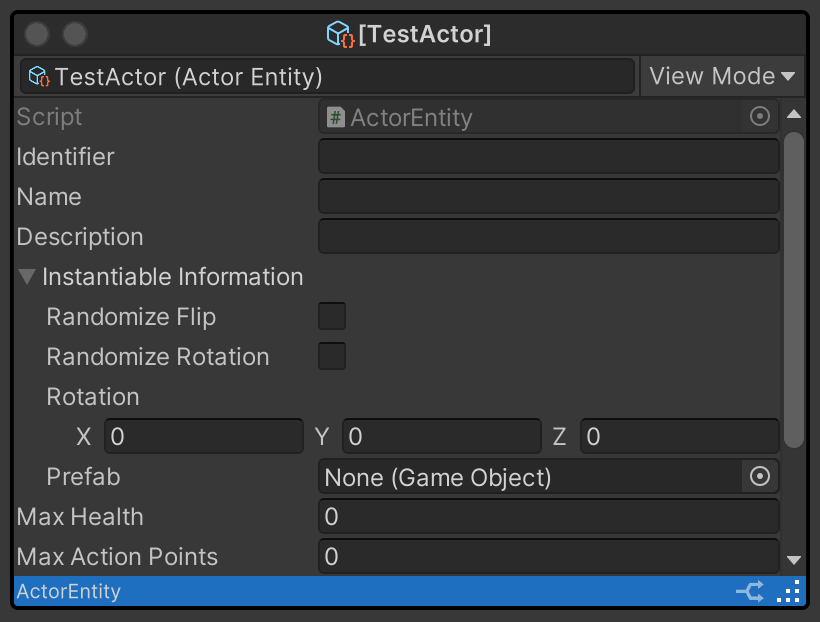 [TestActor]
TestActor (Actor Entity) View Mode
Script # ActorEntity
Identifier
Name
Description
Instantiable Information
Randomize Flip
Randomize Rotation
Rotation
X 0 Y 0 Z 0
Prefab None (Game Object)
Max Health 0
Max Action Points 0
ActorEntity